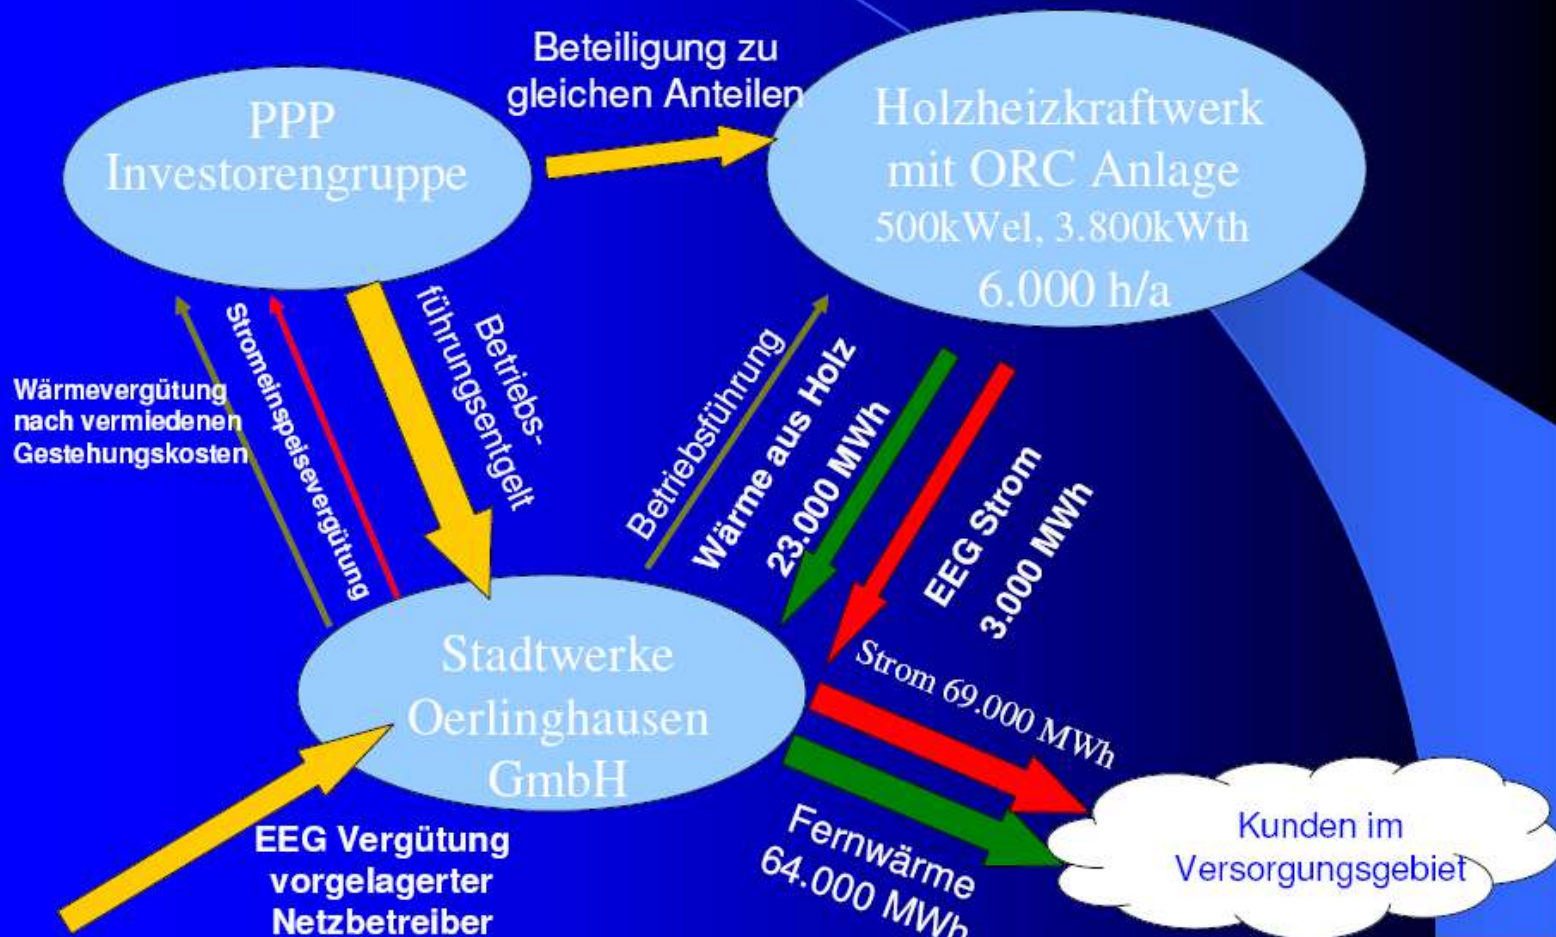 Beteiligung zu
gleichen Anteilen
PPP
Investorengruppe
Holzheizkraftwerk
mit ORC Anlage
500kWel, 3.800kWth
6.000 h/a
Wärmevergütung
nach vermiedenen
Gestehungskosten
Stromeinspeisevergütung
Betriebs-
führungsentgelt
Betriebsführung
Wärme aus Holz
23.000 MWh
EEG Strom
3.000 MWh
Stadtwerke
Oerlinghausen
GmbH
Strom 69.000 MWh
Fernwärme
64.000 MWh
Kunden im
Versorgungsgebiet
EEG Vergütung
vorgelagerter
Netzbetreiber